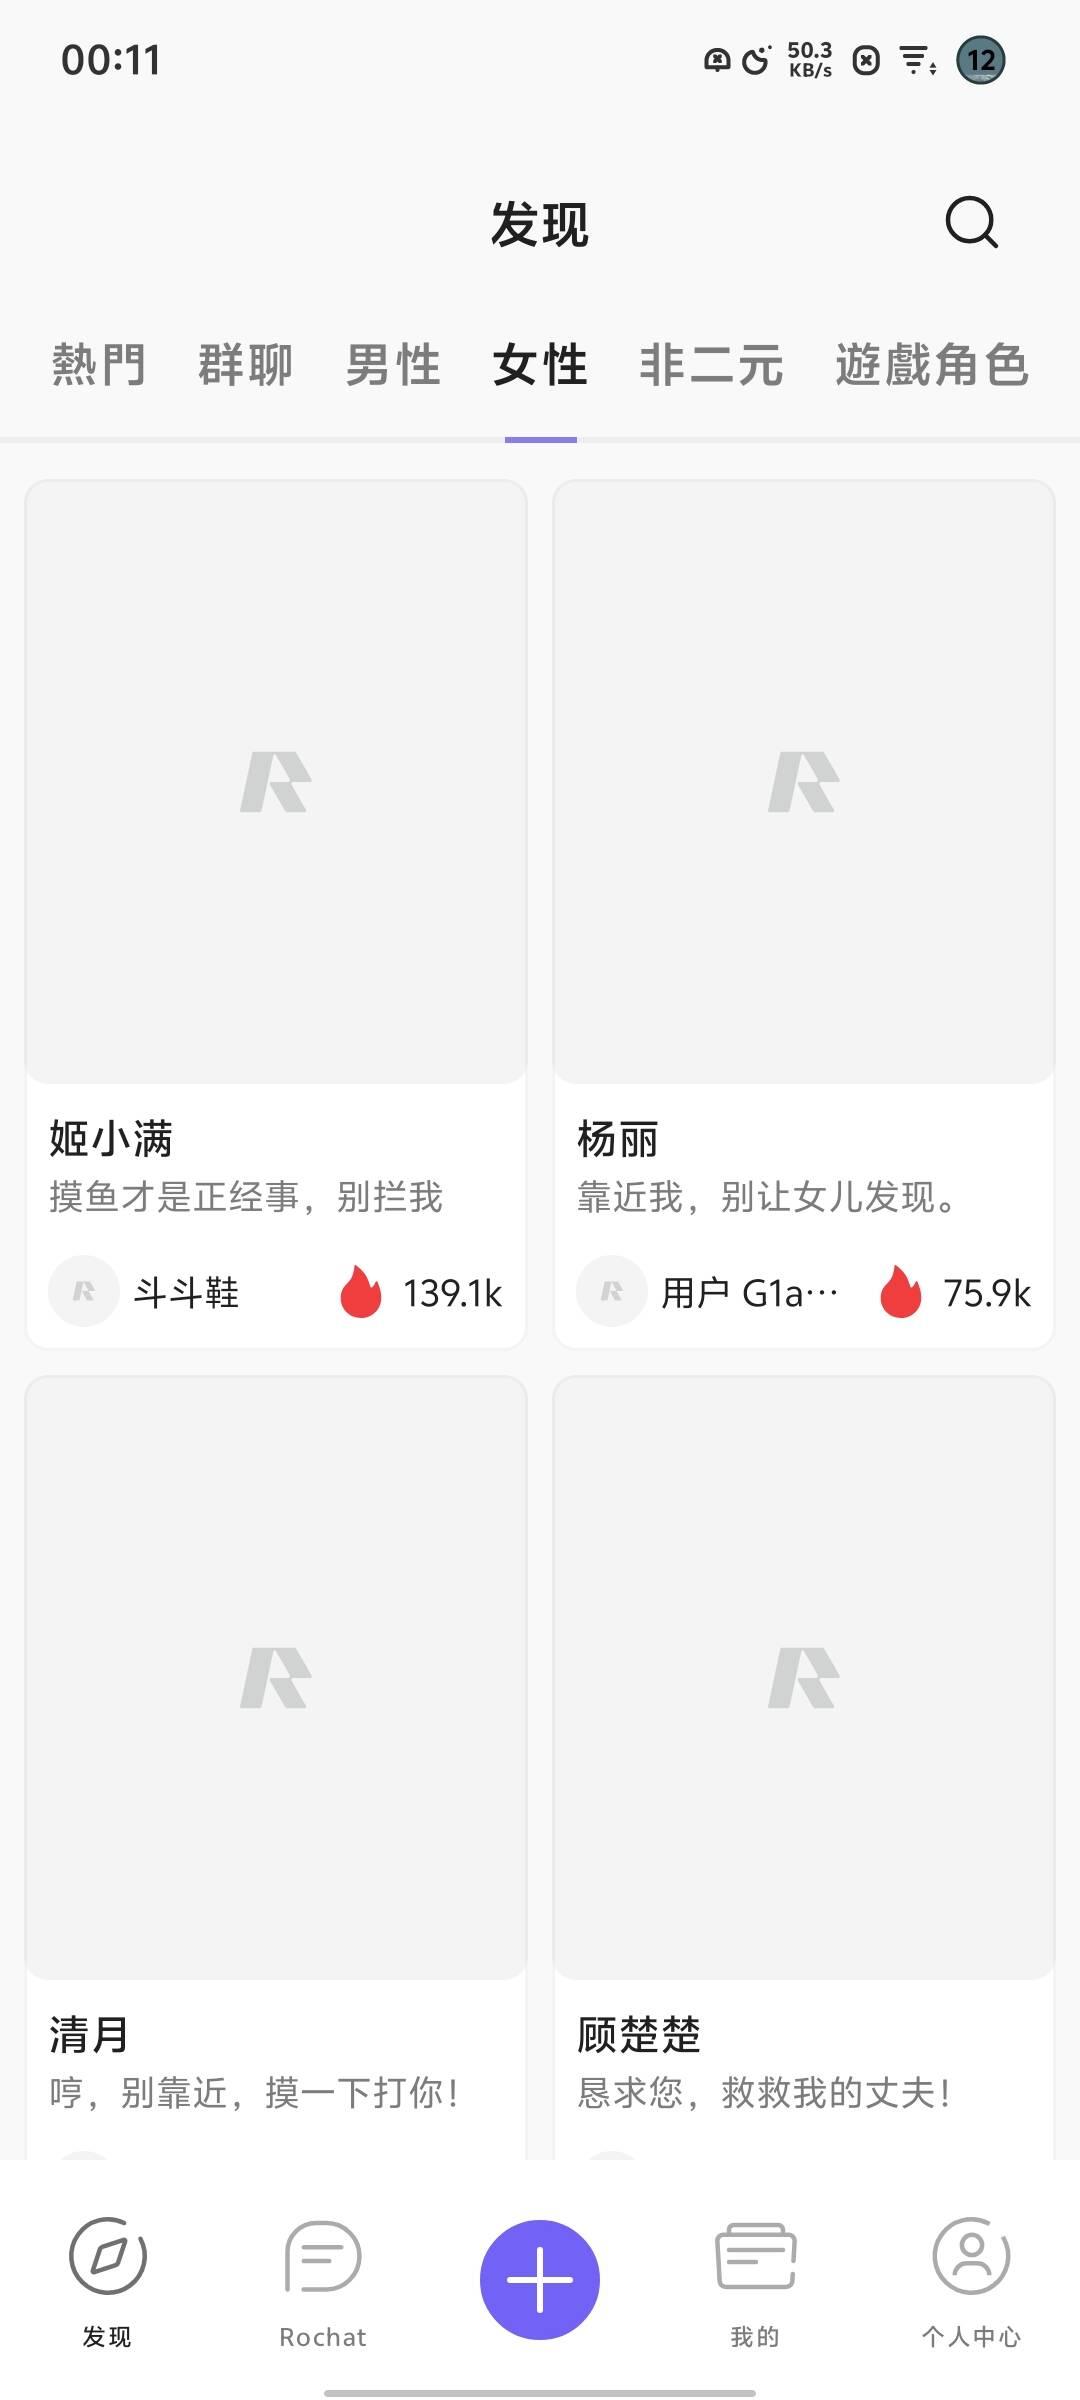 00:11
50.3
KB/s
12
发现
熱門 群聊 男性 女性 非二元 遊戲角色
姬小满
摸鱼才是正经事，别拦我
斗斗鞋 139.1k
杨丽
靠近我，别让女儿发现。
用户 G1a… 75.9k
清月
哼，别靠近，摸一下打你！
顾楚楚
恳求您，救救我的丈夫！
发现 Rochat 我的 个人中心